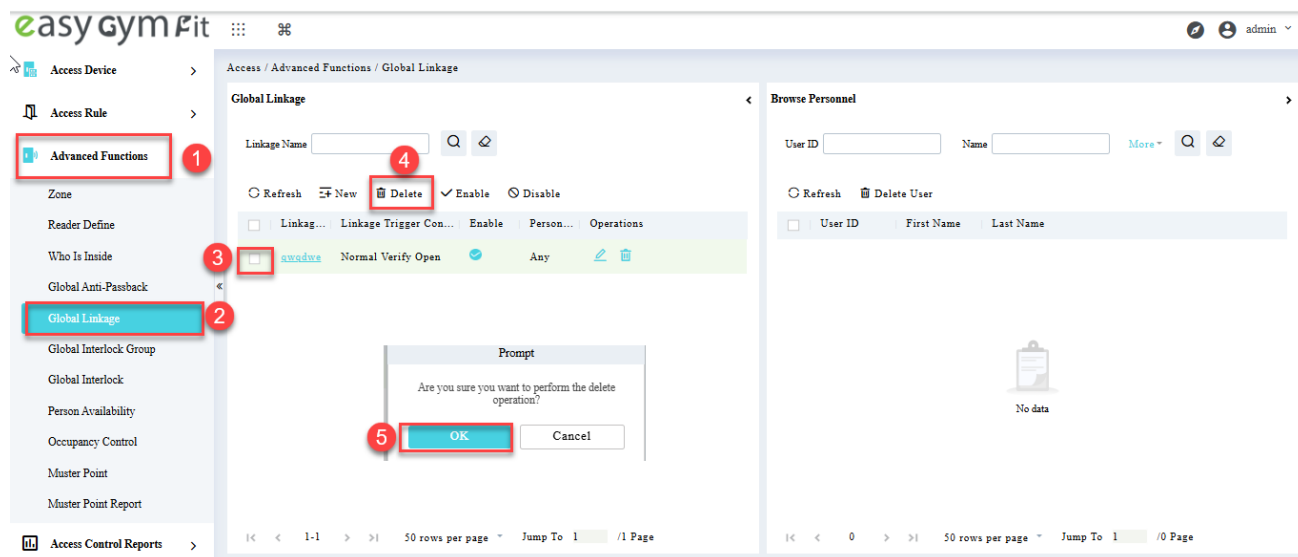 easy Gym Fit
admin
Access Device
Access Rule
Advanced Functions
1
Zone
Reader Define
Who Is Inside
Global Anti-Passback
Global Linkage
2
Global Interlock Group
Global Interlock
Person Availability
Occupancy Control
Muster Point
Muster Point Report
Access Control Reports
Access / Advanced Functions / Global Linkage
Global Linkage
Linkage Name
4
Refresh New Delete Enable Disable
Linkag... Linkage Trigger Con... Enable Person... Operations
3
qwqdwe Normal Verify Open Any
Prompt
Are you sure you want to perform the delete
operation?
5
OK Cancel
1-1 50 rows per page Jump To 1 /1 Page
Browse Personnel
User ID Name More
Refresh Delete User
User ID First Name Last Name
No data
0 50 rows per page Jump To 1 /0 Page